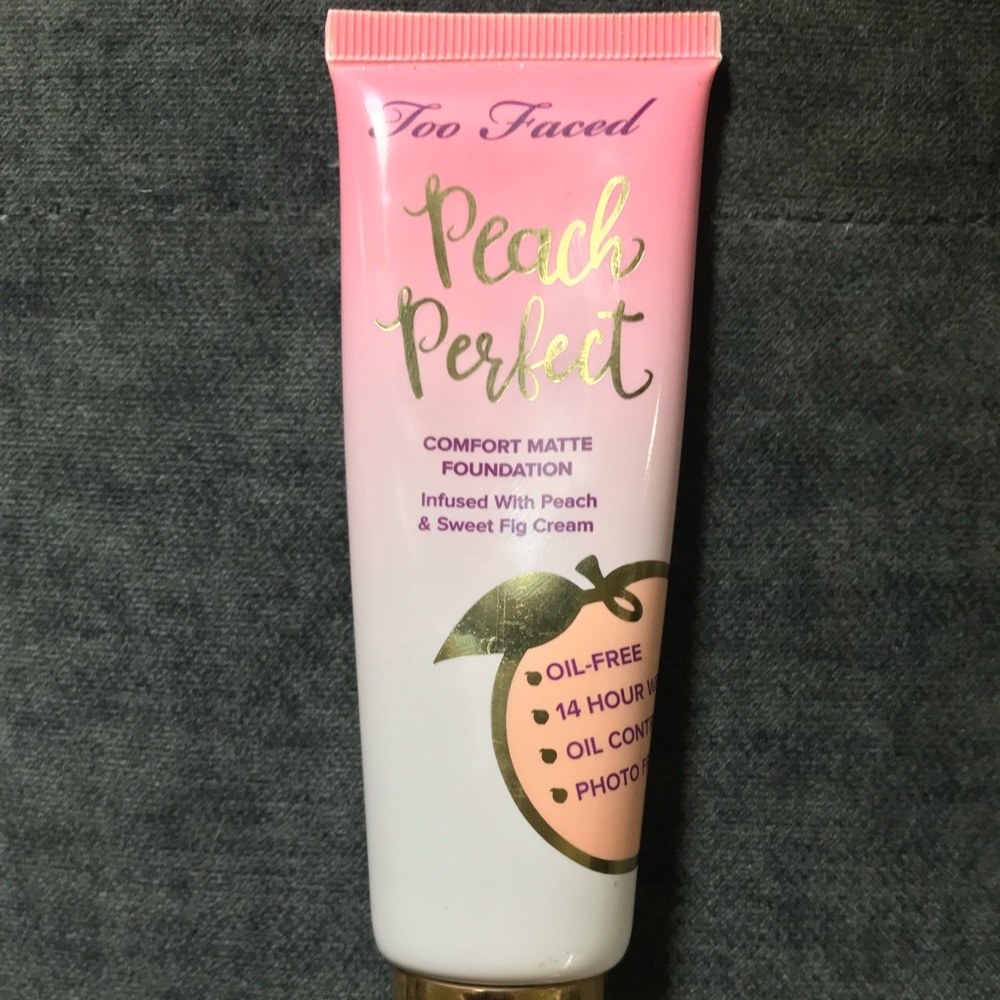 Too Faced
Peach
Perfect
COMFORT MATTE
FOUNDATION
Infused With Peach
& Sweet Fig Cream
OIL-FREE
14 HOUR
OIL
PHOTO